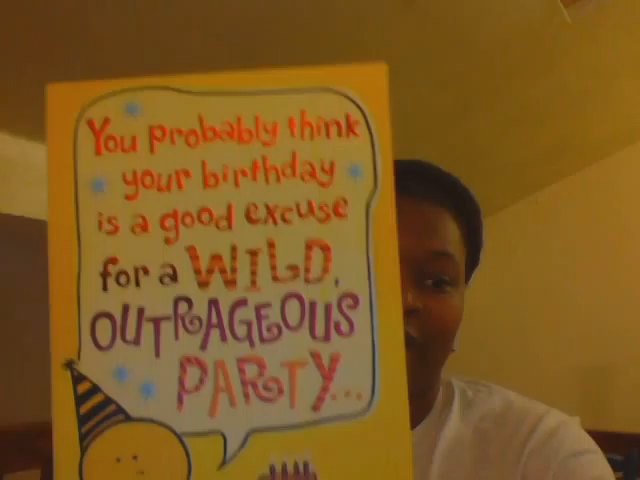 You probably think
your birthday
is a good excuse
for a WILD,
OUTRAGEOUS
PARTY...